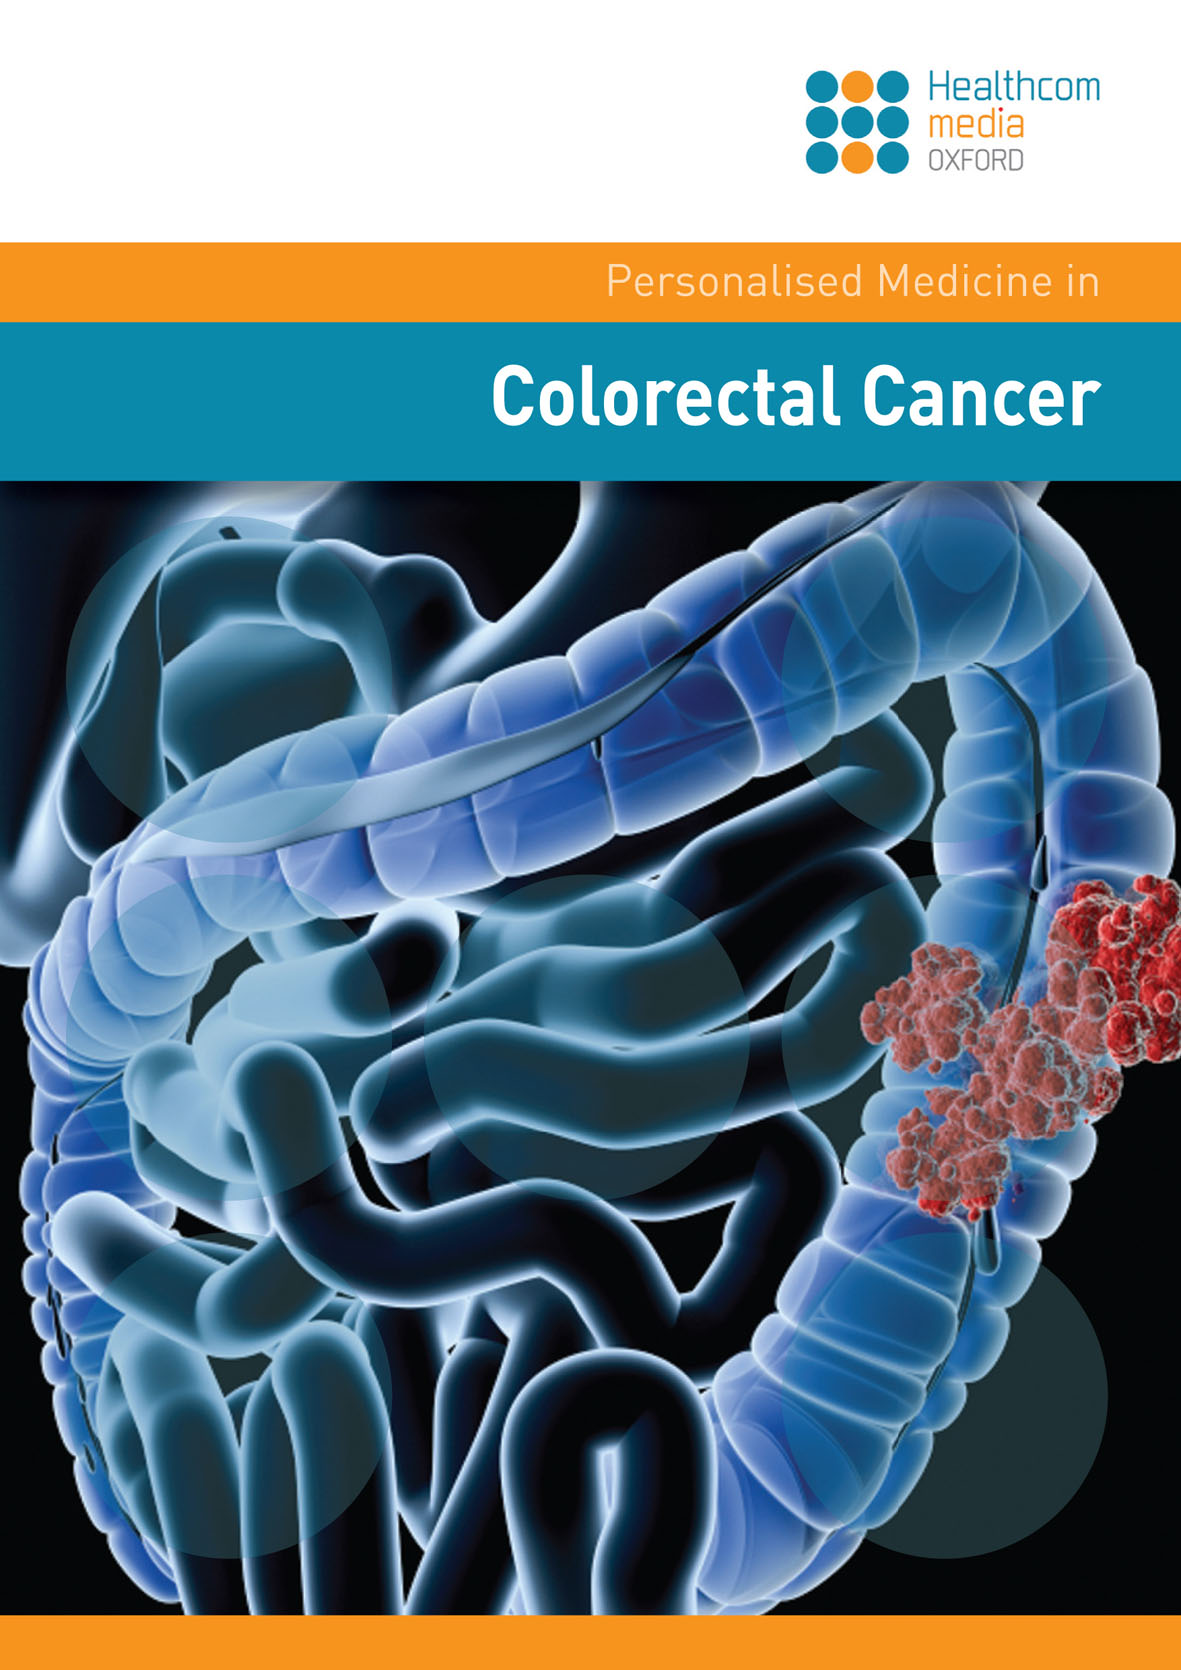 Healthcom
media
OXFORD
Personalised Medicine in
Colorectal Cancer